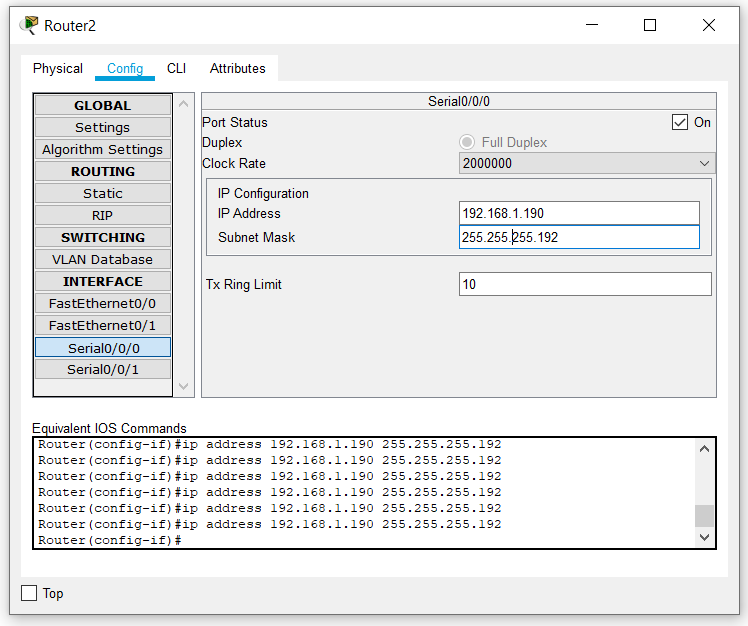 Router2
Physical Config CLI Attributes
GLOBAL
Settings
Algorithm Settings
ROUTING
Static
RIP
SWITCHING
VLAN Database
INTERFACE
FastEthernet0/0
FastEthernet0/1
Serial0/0/0
Serial0/0/1
Serial0/0/0
Port Status On
Duplex Full Duplex
Clock Rate 2000000
IP Configuration
IP Address 192.168.1.190
Subnet Mask 255.255.255.192
Tx Ring Limit 10
Equivalent IOS Commands
Router(config-if)#ip address 192.168.1.190 255.255.255.192
Router(config-if)#ip address 192.168.1.190 255.255.255.192
Router(config-if)#ip address 192.168.1.190 255.255.255.192
Router(config-if)#ip address 192.168.1.190 255.255.255.192
Router(config-if)#ip address 192.168.1.190 255.255.255.192
Router(config-if)#ip address 192.168.1.190 255.255.255.192
Router(config-if)#
Top